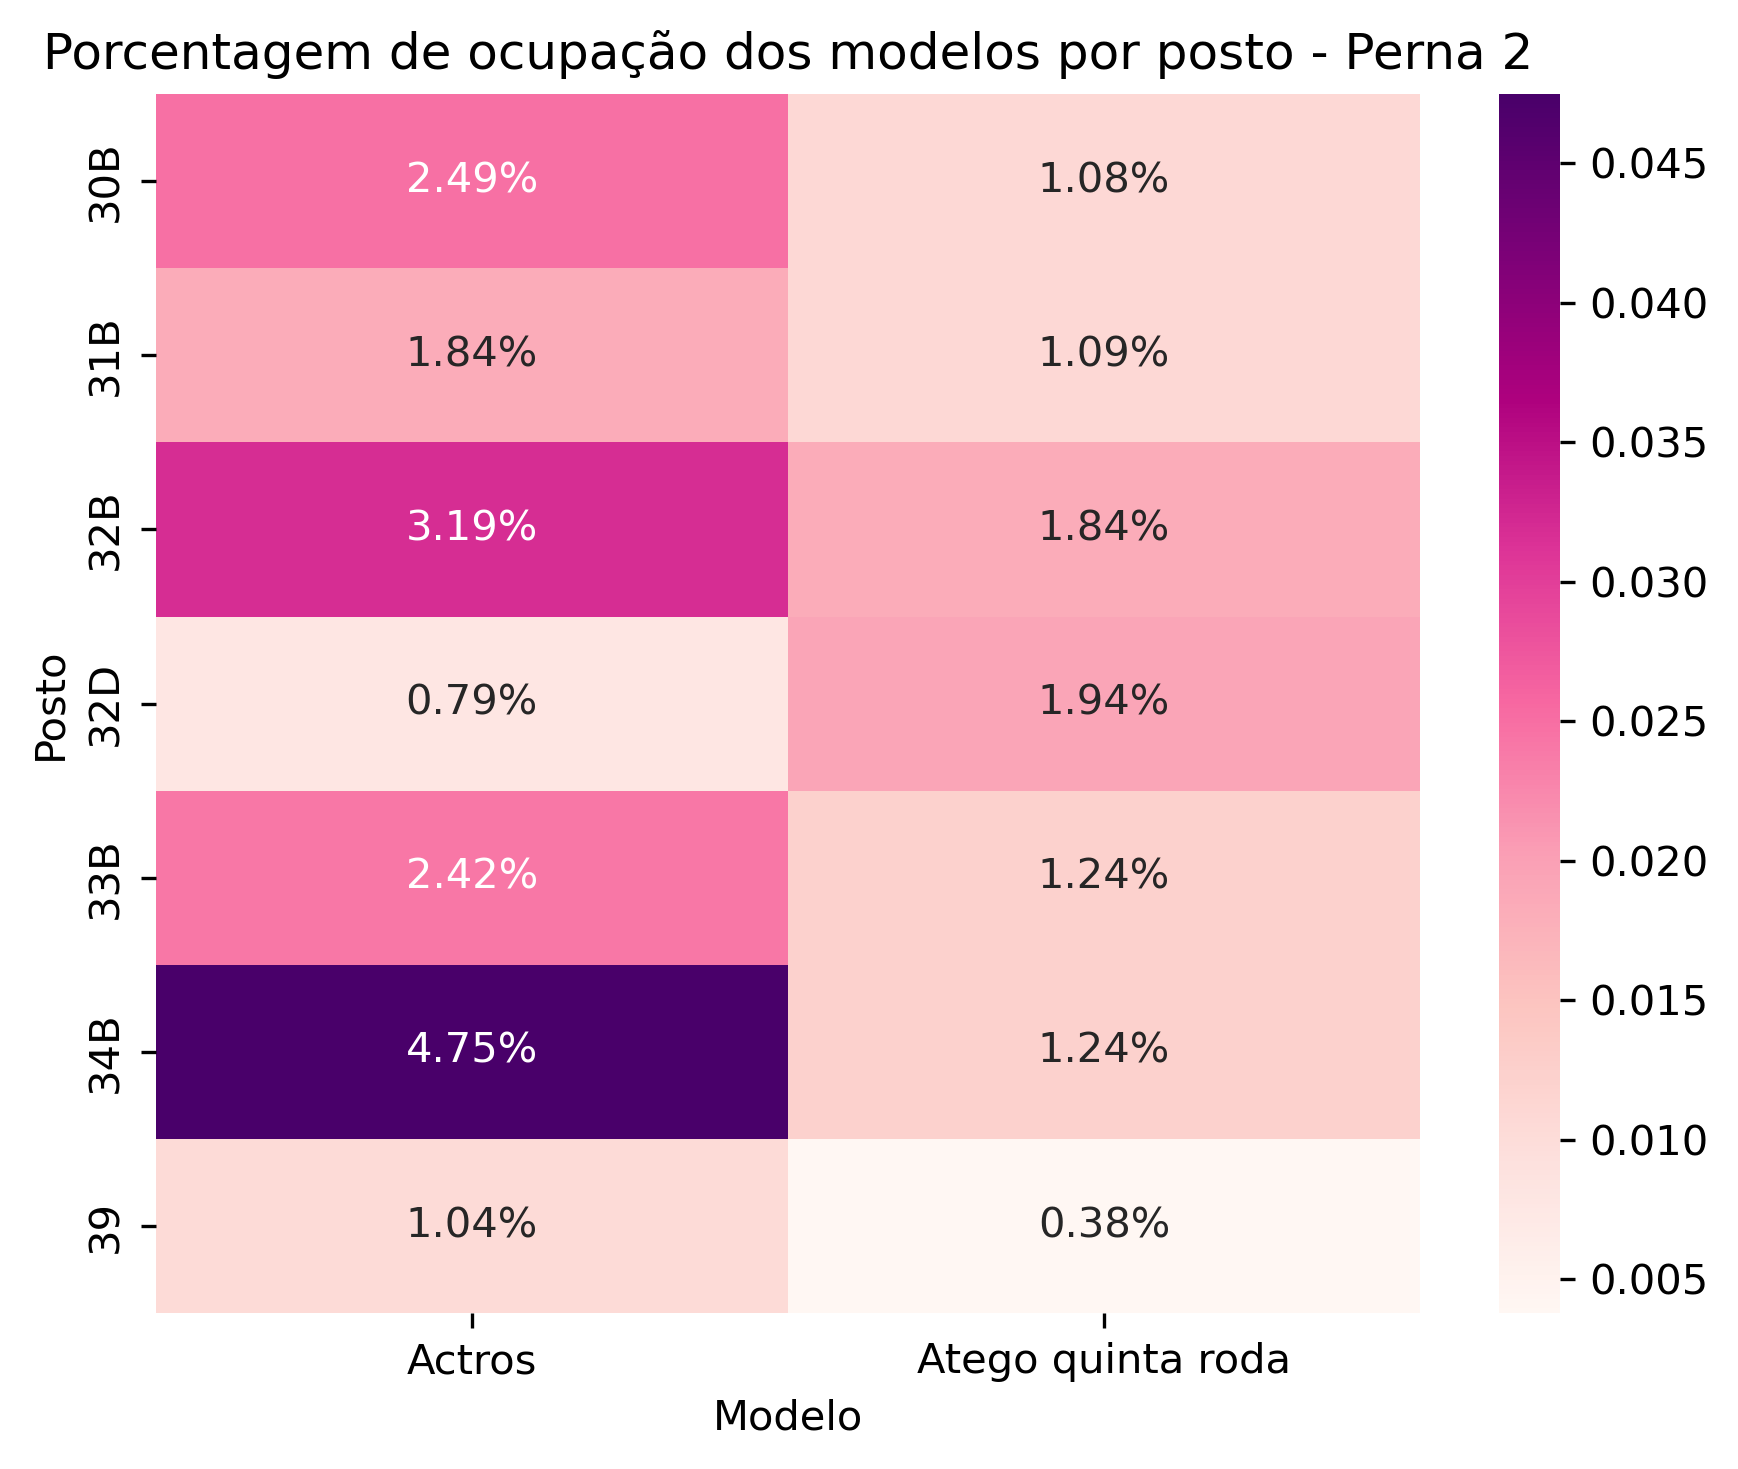 Porcentagem de ocupação dos modelos por posto - Perna 2
Posto
30B
2.49%
1.08%
31B
1.84%
1.09%
32B
3.19%
1.84%
32D
0.79%
1.94%
33B
2.42%
1.24%
34B
4.75%
1.24%
39
1.04%
0.38%
Actros
Atego quinta roda
Modelo
0.045
0.040
0.035
0.030
0.025
0.020
0.015
0.010
0.005